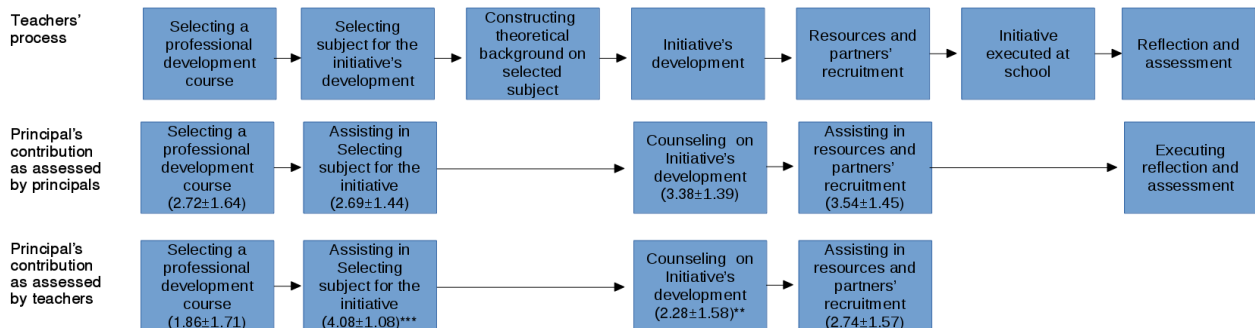 Teachers'
process
Selecting a
professional
development
course
Selecting
subject for the
initiative's
development
Constructing
theoretical
background on
selected
subject
Initiative's
development
Resources and
partners'
recruitment
Initiative
executed at
school
Reflection and
assessment
Principal's
contribution
as assessed
by principals
Selecting a
professional
development
course
(2.72±1.64)
Assisting in
Selecting
subject for the
initiative
(2.69±1.44)
Counseling on
Initiative's
development
(3.38±1.39)
Assisting in
resources and
partners'
recruitment
(3.54±1.45)
Executing
reflection and
assessment
Principal's
contribution
as assessed
by teachers
Selecting a
professional
development
course
(1.86±1.71)
Assisting in
Selecting
subject for the
initiative
(4.08±1.08)***
Counseling on
Initiative's
development
(2.28±1.58)**
Assisting in
resources and
partners'
recruitment
(2.74±1.57)